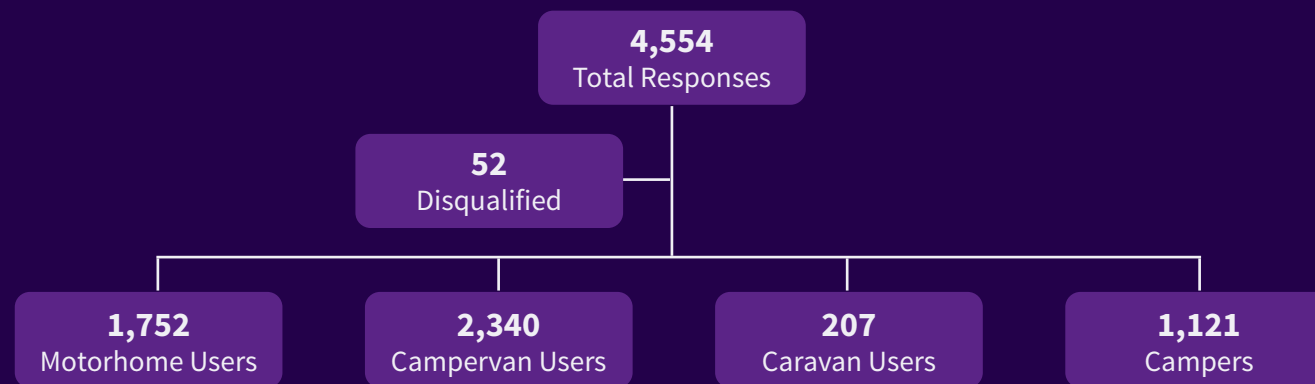 4,554
Total Responses
52
Disqualified
1,752
Motorhome Users
2,340
Campervan Users
207
Caravan Users
1,121
Campers